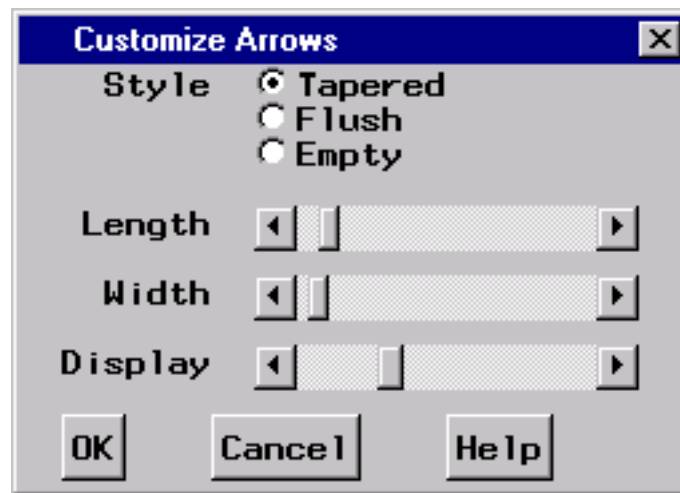 Customize Arrows
Style Tapered
Flush
Empty
Length
Width
Display
OK Cancel Help